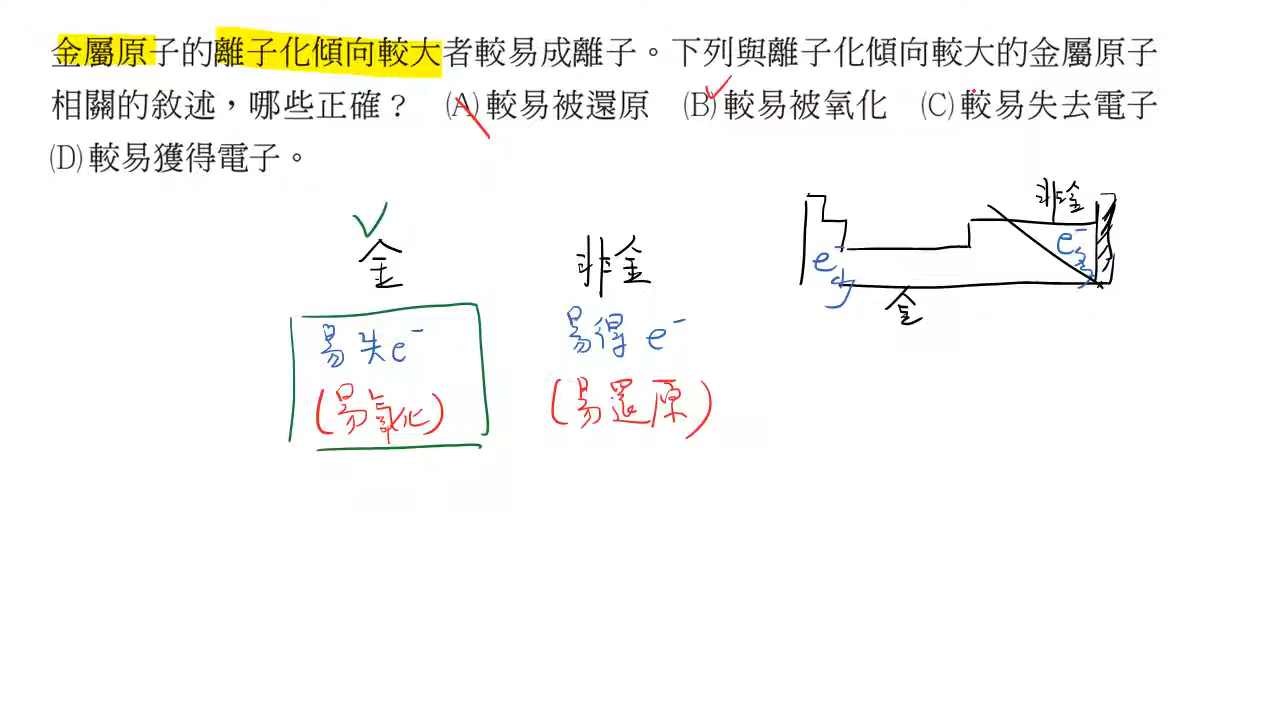 金屬原子的離子化傾向較大者較易成離子。下列與離子化傾向較大的金屬原子
相關的敘述，哪些正確？ (A)較易被還原 (B)較易被氧化 (C)較易失去電子
(D)較易獲得電子。
金 非金
易失e⁻ 易得e⁻
(易氧化) (易還原)
非金
e⁻少 e⁻多
金